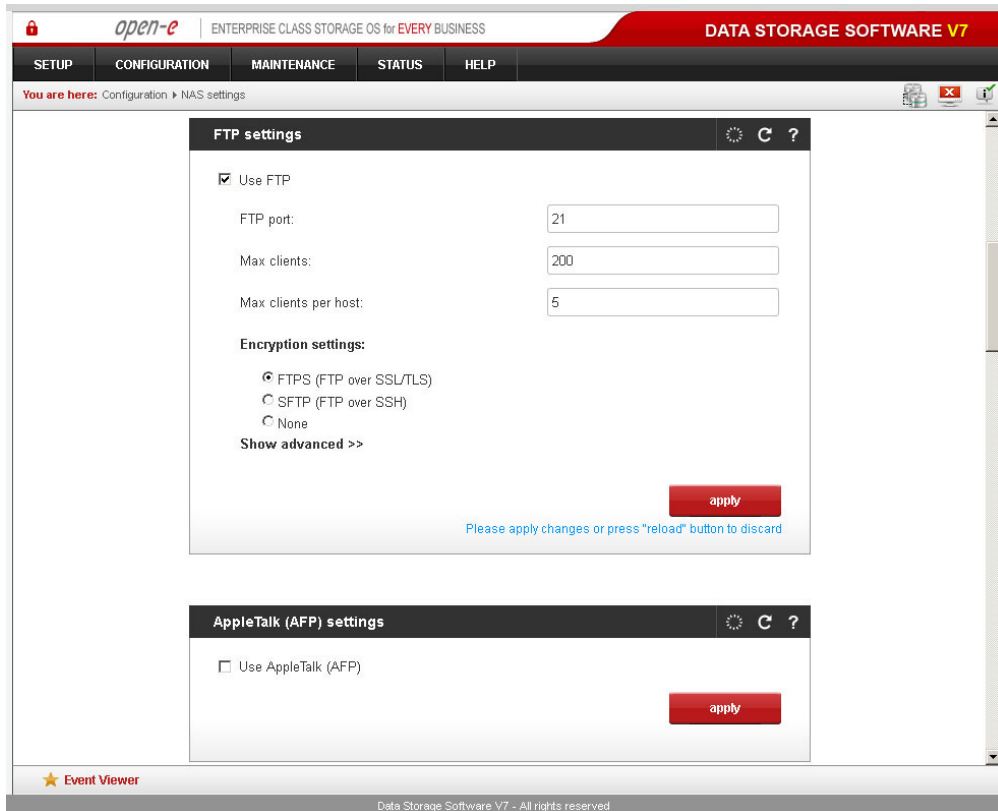 open-e ENTERPRISE CLASS STORAGE OS for EVERY BUSINESS DATA STORAGE SOFTWARE V7
SETUP CONFIGURATION MAINTENANCE STATUS HELP
You are here: Configuration ▸ NAS settings
FTP settings ?
Use FTP
FTP port: 21
Max clients: 200
Max clients per host: 5
Encryption settings:
FTPS (FTP over SSL/TLS)
SFTP (FTP over SSH)
None
Show advanced >>
apply
Please apply changes or press "reload" button to discard
AppleTalk (AFP) settings ?
Use AppleTalk (AFP)
apply
Event Viewer
Data Storage Software V7 - All rights reserved